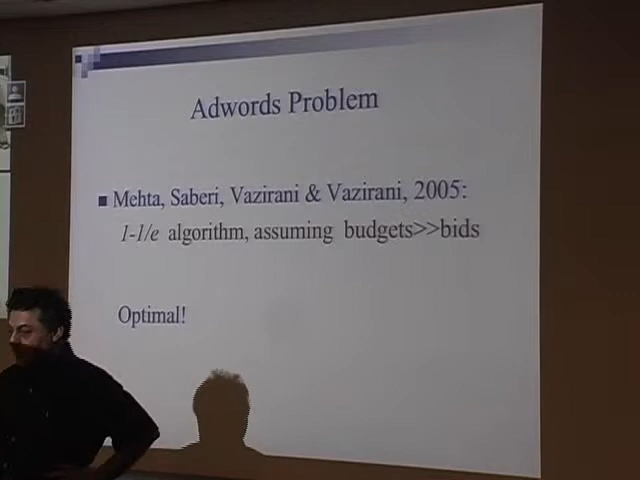 Adwords Problem
■ Mehta, Saberi, Vazirani & Vazirani, 2005:
1-1/e algorithm, assuming budgets>>bids
Optimal!